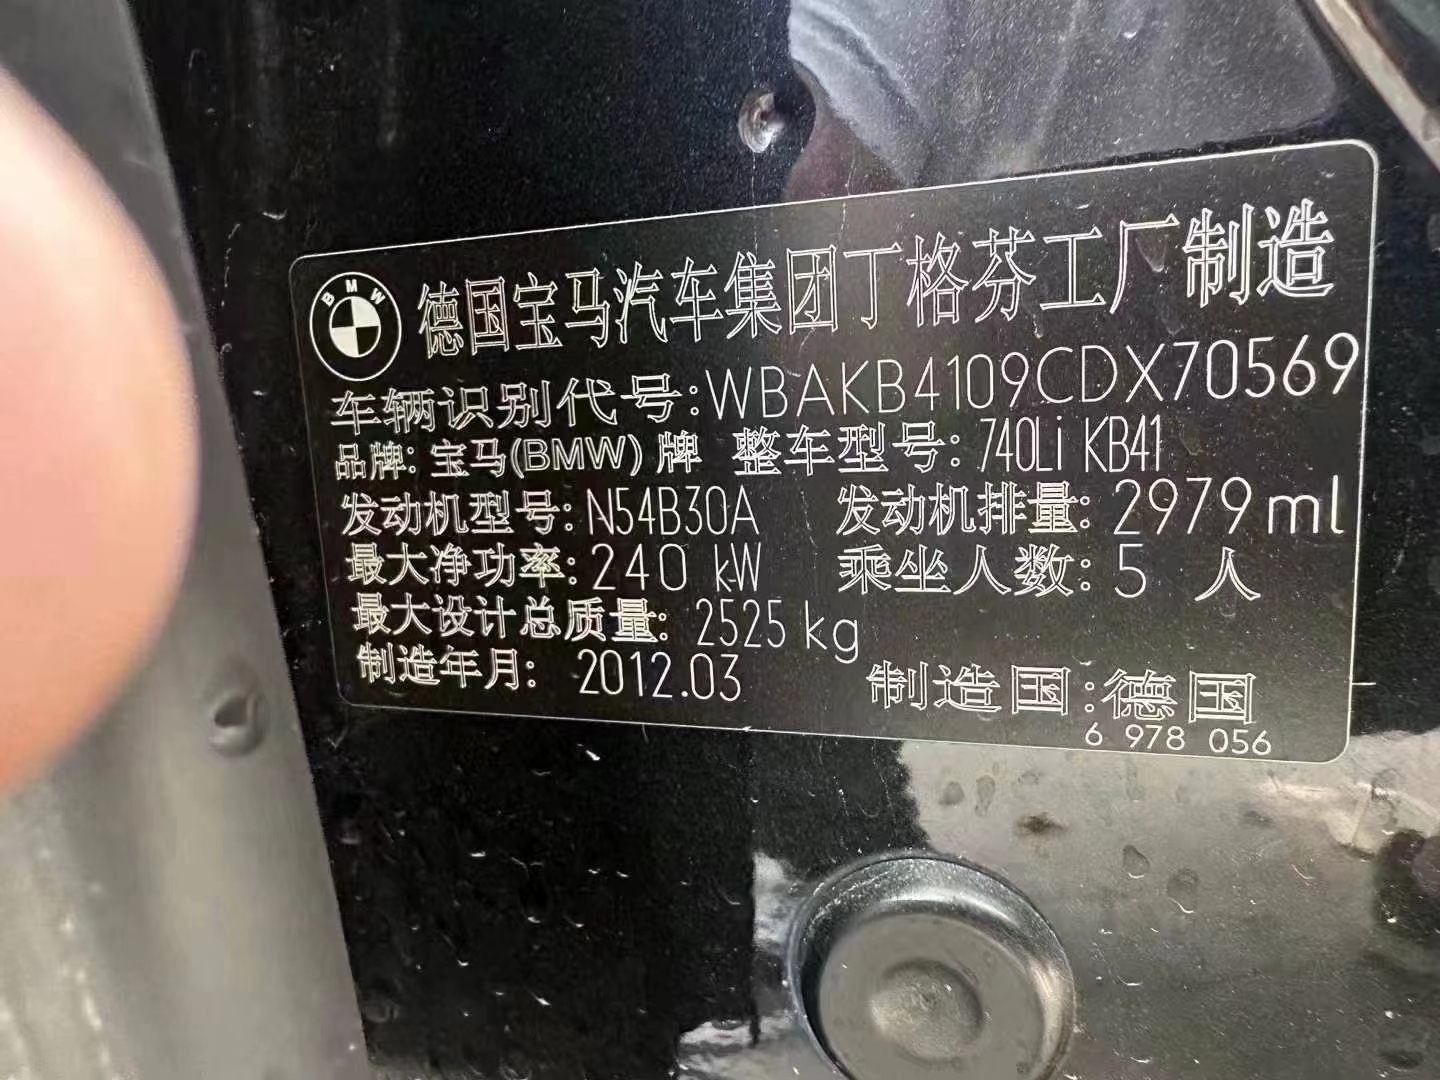 BMW
德国宝马汽车集团丁格芬工厂制造
车辆识别代号:WBAKB4109CDX70569
品牌: 宝马(BMW) 牌 整车型号: 740Li KB41
发动机型号: N54B30A 发动机排量: 2979 ml
最大净功率: 240 kW 乘坐人数: 5 人
最大设计总质量: 2525 kg
制造年月: 2012.03 制造国:德国
6 978 056